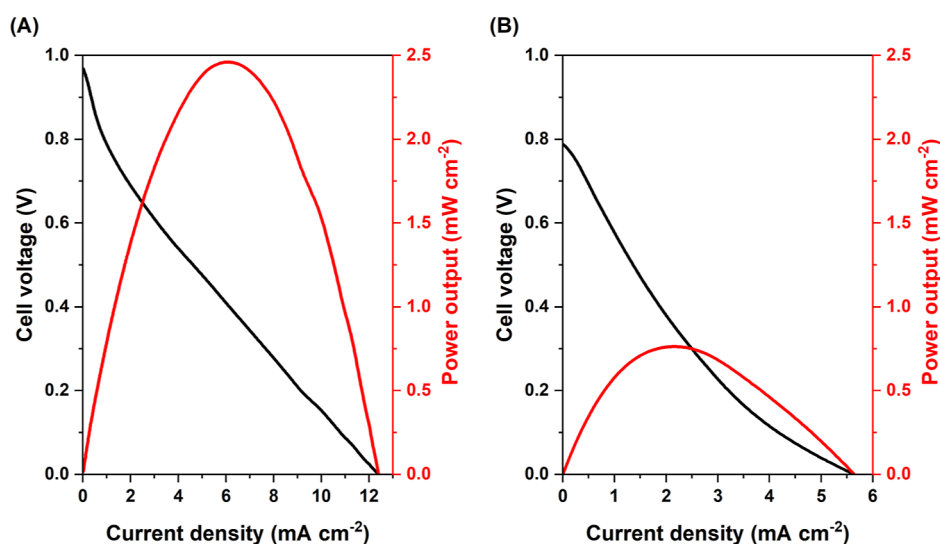 (A)
1.0
0.8
0.6
0.4
0.2
0.0
Cell voltage (V)
2.5
2.0
1.5
1.0
0.5
0.0
Power output (mW cm-2)
0 2 4 6 8 10 12
Current density (mA cm-2)
(B)
1.0
0.8
0.6
0.4
0.2
0.0
Cell voltage (V)
2.5
2.0
1.5
1.0
0.5
0.0
Power output (mW cm-2)
0 1 2 3 4 5 6
Current density (mA cm-2)